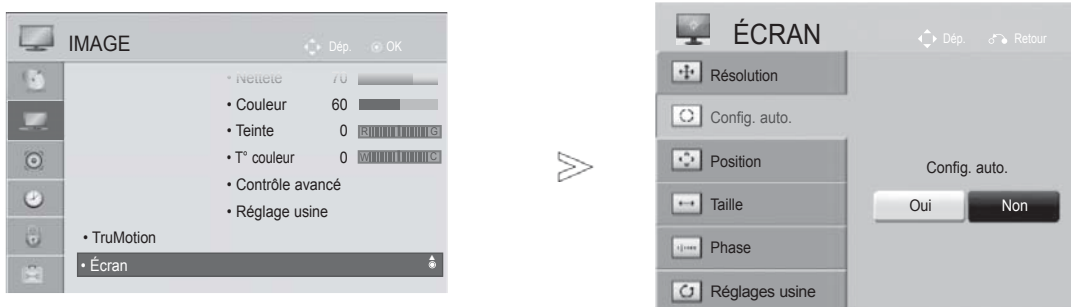 IMAGE
Dép. OK
• Netteté 70
• Couleur 60
• Teinte 0 R G
• T° couleur 0 W C
• Contrôle avancé
• Réglage usine
• TruMotion
• Écran
ÉCRAN
Dép. Retour
Résolution
Config. auto.
Position
Taille
Phase
Réglages usine
Config. auto.
Oui Non